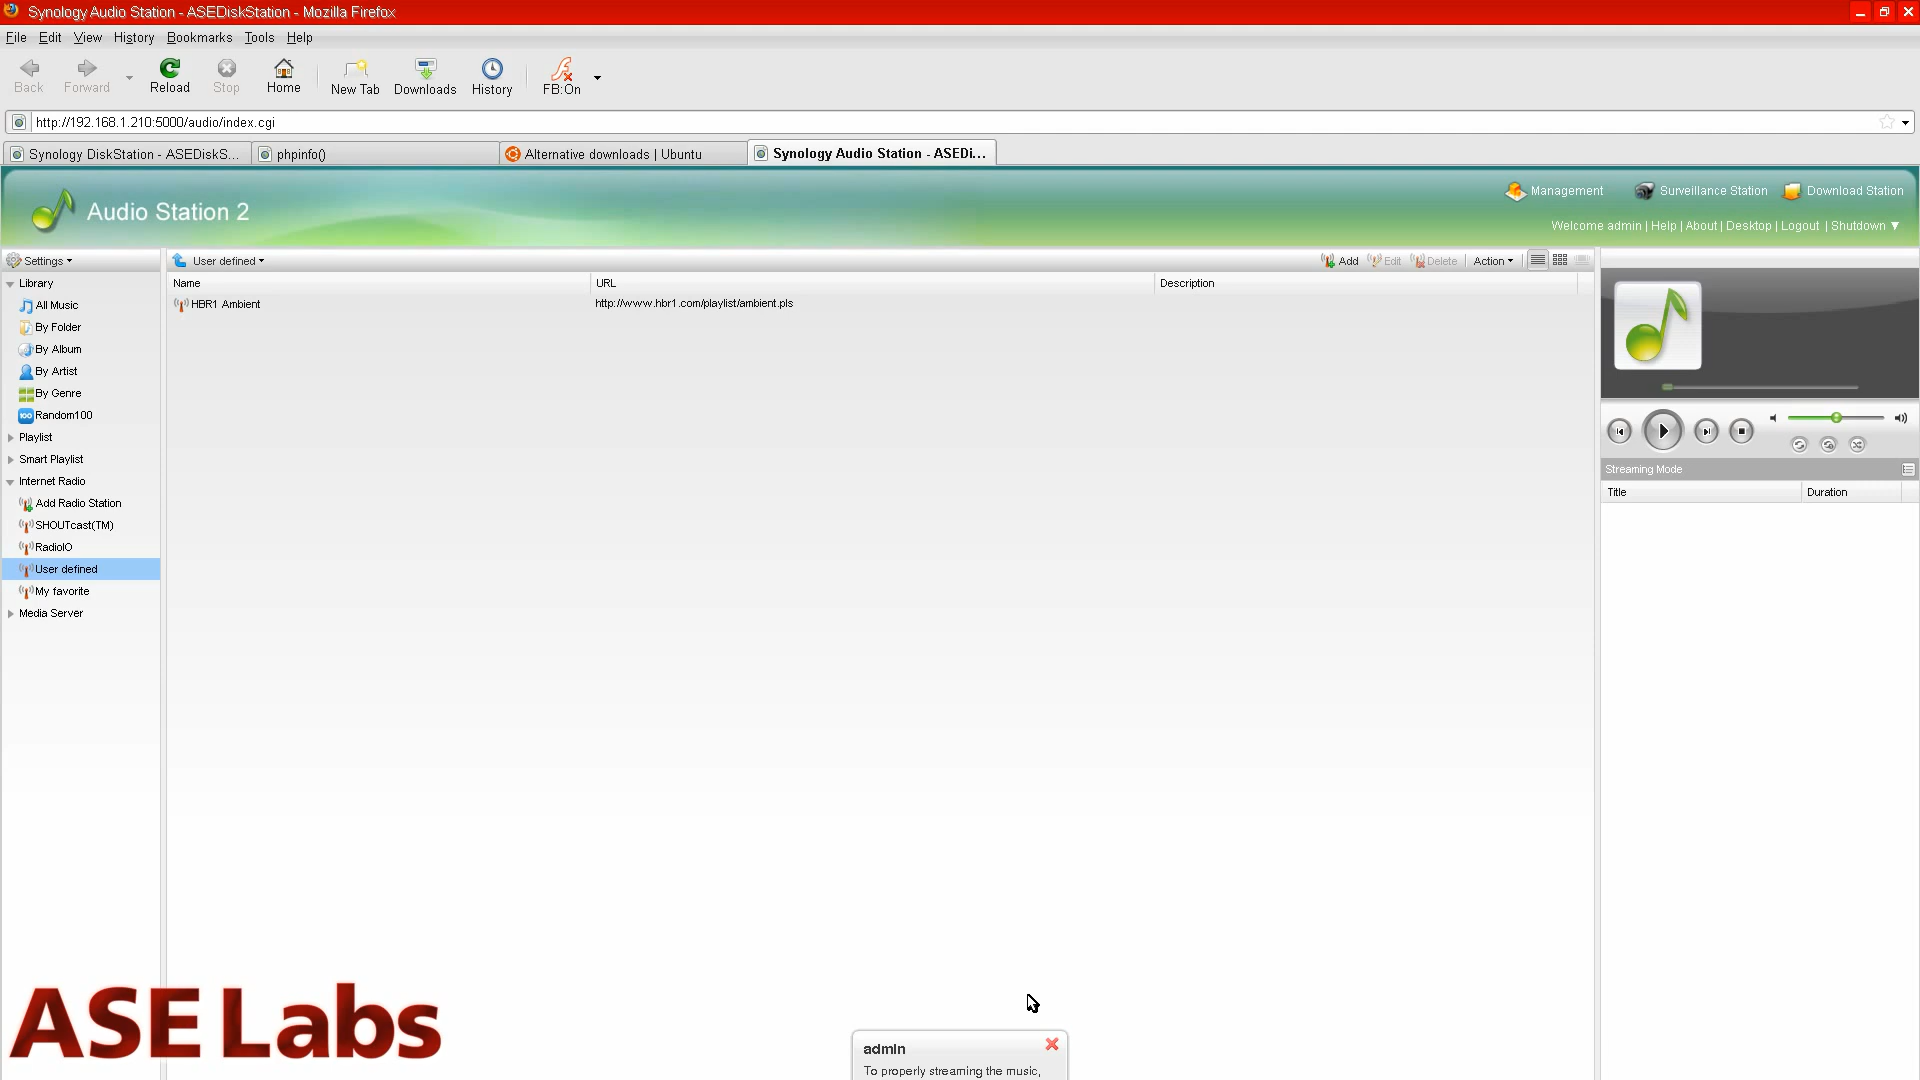 Synology Audio Station - ASEDiskStation - Mozilla Firefox
File Edit View History Bookmarks Tools Help
Back Forward Reload Stop Home New Tab Downloads History FB:On
http://192.168.1.210:5000/audio/index.cgi
Synology DiskStation - ASEDiskS... phpinfo() Alternative downloads | Ubuntu Synology Audio Station - ASEDi...
Management Surveillance Station Download Station
Audio Station 2
Welcome admin | Help | About | Desktop | Logout | Shutdown ▼
Settings User defined Add Edit Delete Action
Library
Name URL Description
HBR1 Ambient http://www.hbr1.com/playlist/ambient.pls
All Music
By Folder
By Album
By Artist
By Genre
100 Random100
Playlist
Smart Playlist
Internet Radio
Add Radio Station
SHOUTcast(TM)
RadioIO
User defined
My favorite
Media Server
Streaming Mode
Title Duration
ASE Labs
admin
To properly streaming the music,